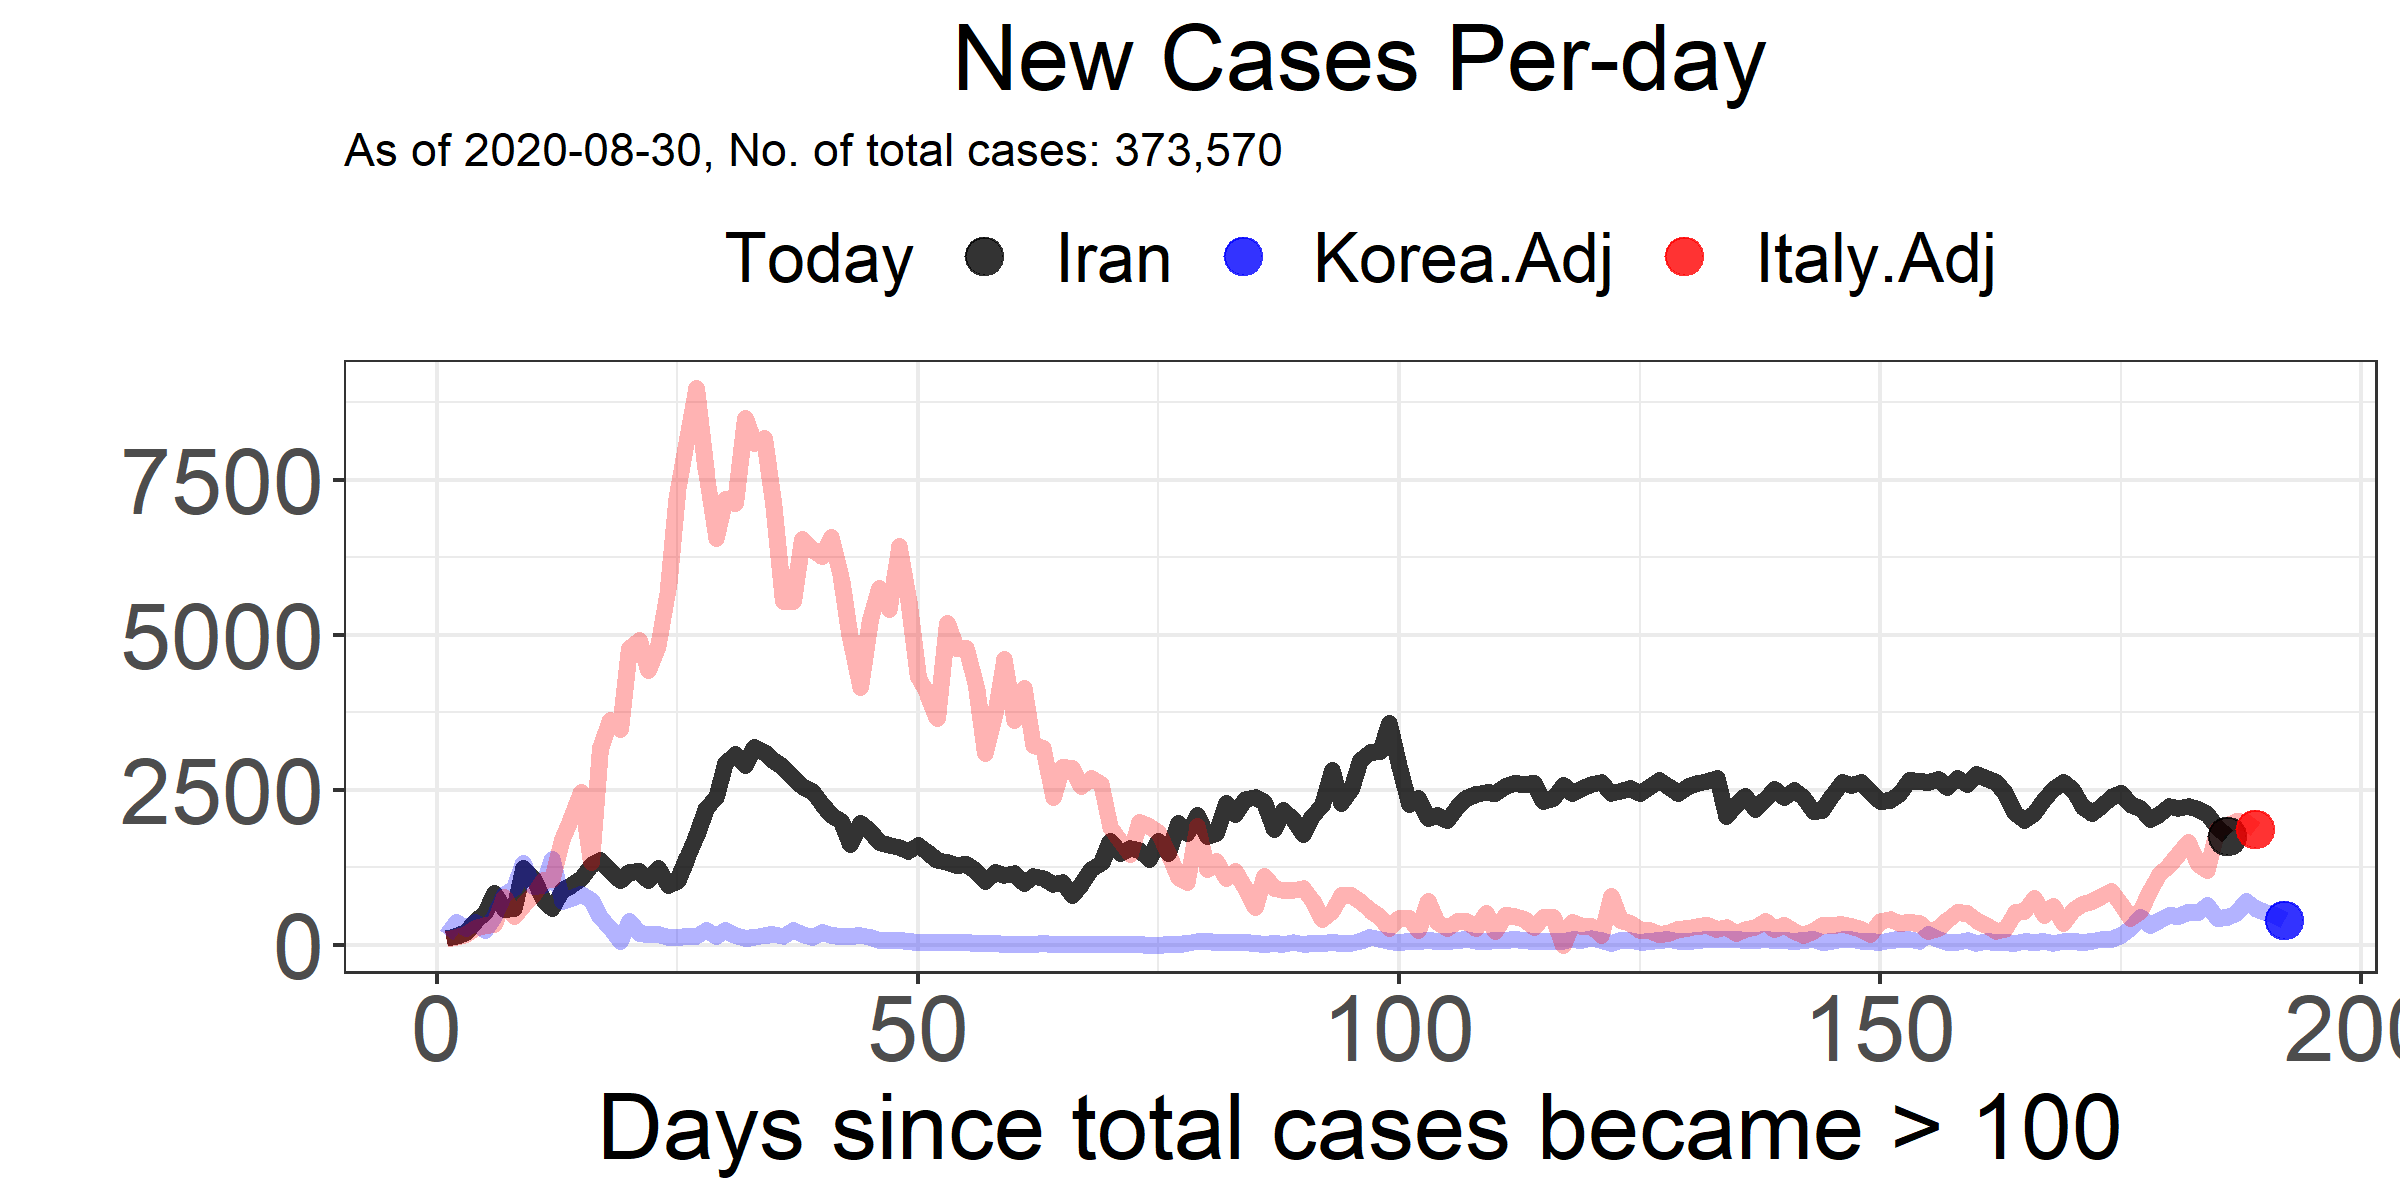 New Cases Per-day
As of 2020-08-30, No. of total cases: 373,570
Today Iran Korea.Adj Italy.Adj
7500
5000
2500
0
0 50 100 150 200
Days since total cases became > 100